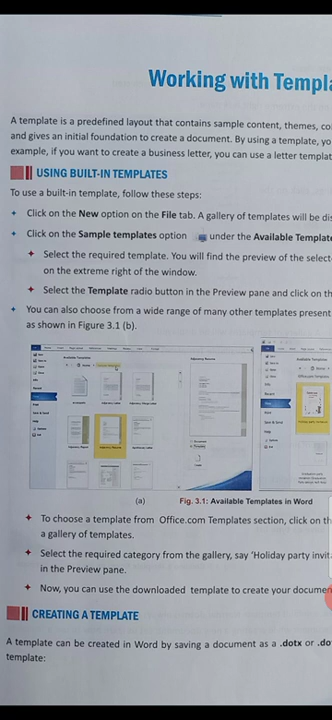 Working with Templa
A template is a predefined layout that contains sample content, themes, co
and gives an initial foundation to create a document. By using a template, yo
example, if you want to create a business letter, you can use a letter templat
USING BUILT-IN TEMPLATES
To use a built-in template, follow these steps:
Click on the New option on the File tab. A gallery of templates will be dis
Click on the Sample templates option under the Available Template
Select the required template. You will find the preview of the select
on the extreme right of the window.
Select the Template radio button in the Preview pane and click on th
You can also choose from a wide range of many other templates present
as shown in Figure 3.1 (b).
(a)
Fig. 3.1: Available Templates in Word
To choose a template from Office.com Templates section, click on th
a gallery of templates.
Select the required category from the gallery, say 'Holiday party invit
in the Preview pane.
Now, you can use the downloaded template to create your documen
CREATING A TEMPLATE
A template can be created in Word by saving a document as a .dotx or .do
template: